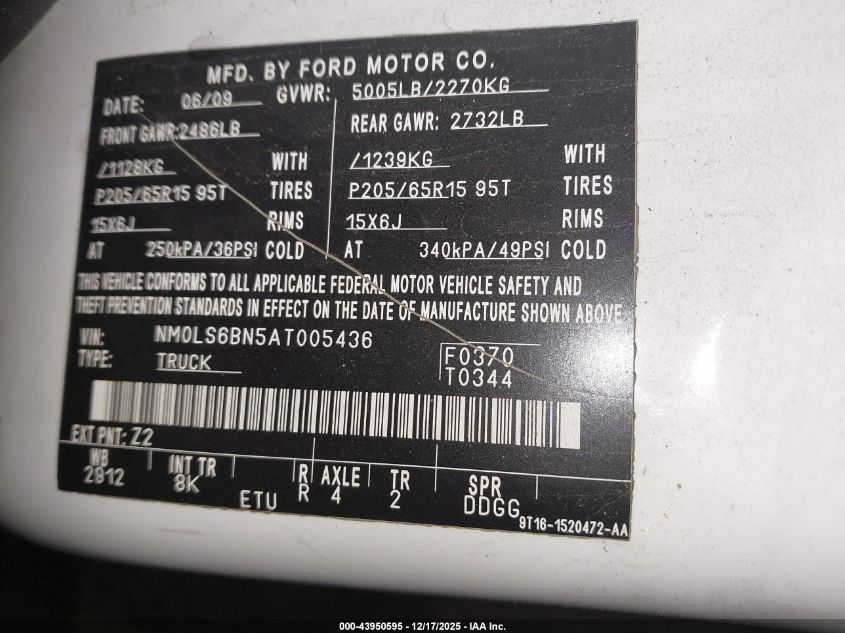 MFD. BY FORD MOTOR CO.
DATE: 06/09 GVWR: 5005LB/2270KG
FRONT GAWR: 2486LB REAR GAWR: 2732LB
/1128KG WITH /1239KG WITH
P205/65R15 95T TIRES P205/65R15 95T TIRES
15X6J RIMS 15X6J RIMS
AT 250kPA/36PSI COLD AT 340kPA/49PSI COLD
THIS VEHICLE CONFORMS TO ALL APPLICABLE FEDERAL MOTOR VEHICLE SAFETY AND
THEFT PREVENTION STANDARDS IN EFFECT ON THE DATE OF MANUFACTURE SHOWN ABOVE
VIN: NM0LS6BN5AT005436
TYPE: TRUCK
F0370
T0344
EXT PNT: Z2
WB INT TR R AXLE TR SPR
2912 8K ETU R 4 2 DDGG
9T16-1520472-AA
000-43950595 - 12/17/2025 - IAA Inc.